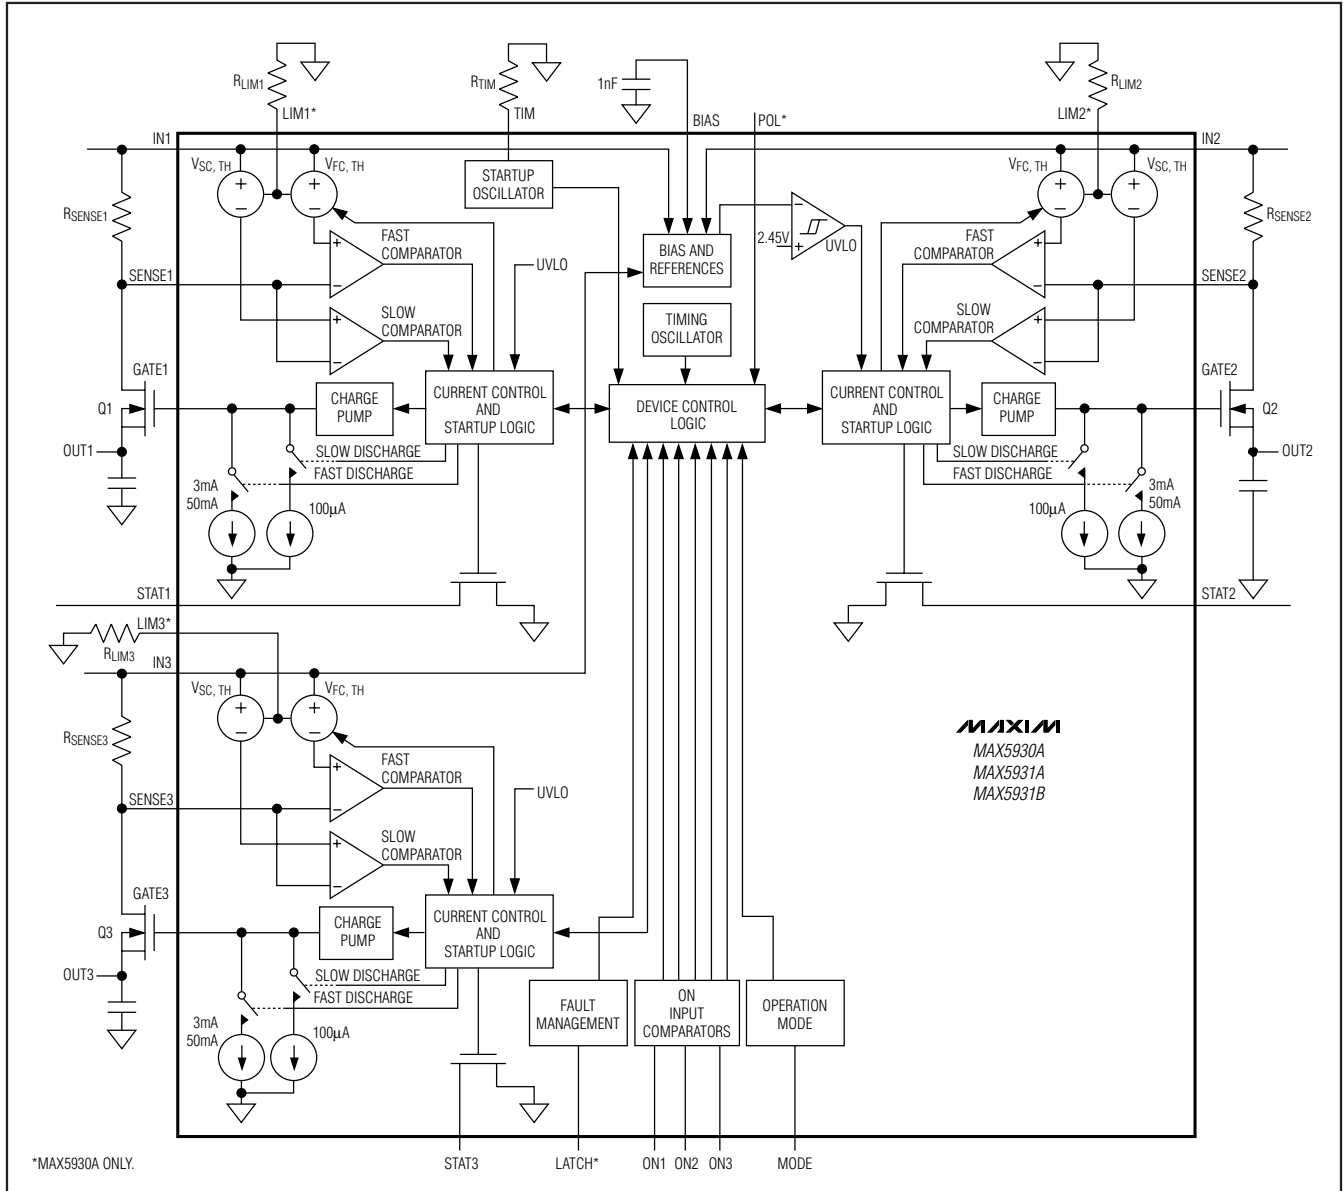 RLIM1
LIM1*
RTIM
TIM
1nF
BIAS
POL*
RLIM2
LIM2*
IN1
IN2
VSC, TH
VFC, TH
VFC, TH
VSC, TH
+
−
+
−
+
−
+
−
STARTUP
OSCILLATOR
RSENSE1
RSENSE2
FAST
COMPARATOR
+
−
UVLO
BIAS AND
REFERENCES
−
2.45V
+
UVLO
FAST
COMPARATOR
+
−
SENSE1
SENSE2
SLOW
COMPARATOR
+
−
TIMING
OSCILLATOR
SLOW
COMPARATOR
+
−
GATE1
GATE2
Q1
CHARGE
PUMP
CURRENT CONTROL
AND
STARTUP LOGIC
DEVICE CONTROL
LOGIC
CURRENT CONTROL
AND
STARTUP LOGIC
CHARGE
PUMP
Q2
OUT1
OUT2
SLOW DISCHARGE
FAST DISCHARGE
SLOW DISCHARGE
FAST DISCHARGE
3mA
50mA
100μA
100μA
3mA
50mA
STAT1
STAT2
LIM3*
RLIM3
IN3
VSC, TH
VFC, TH
+
−
+
−
RSENSE3
FAST
COMPARATOR
+
−
UVLO
MAXIM
MAX5930A
MAX5931A
MAX5931B
SENSE3
SLOW
COMPARATOR
+
−
GATE3
Q3
CHARGE
PUMP
CURRENT CONTROL
AND
STARTUP LOGIC
OUT3
SLOW DISCHARGE
FAST DISCHARGE
3mA
50mA
100μA
FAULT
MANAGEMENT
ON
INPUT
COMPARATORS
OPERATION
MODE
*MAX5930A ONLY.
STAT3
LATCH*
ON1
ON2
ON3
MODE